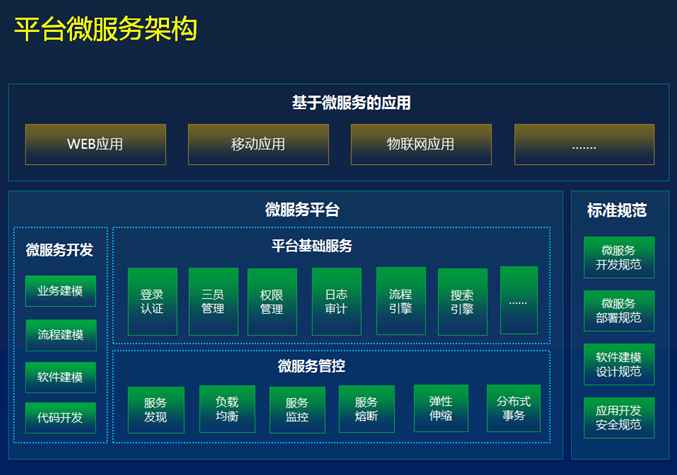 平台微服务架构
基于微服务的应用
WEB应用
移动应用
物联网应用
.......
微服务平台
微服务开发
业务建模
流程建模
软件建模
代码开发
平台基础服务
登录
认证
三员
管理
权限
管理
日志
审计
流程
引擎
搜索
引擎
......
微服务管控
服务
发现
负载
均衡
服务
监控
服务
熔断
弹性
伸缩
分布式
事务
标准规范
微服务
开发规范
微服务
部署规范
软件建模
设计规范
应用开发
安全规范